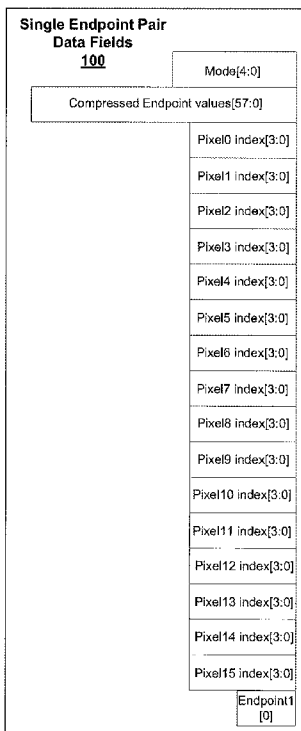 Single Endpoint Pair
Data Fields
100
Mode[4:0]
Compressed Endpoint values[57:0]
Pixel0 index[3:0]
Pixel1 index[3:0]
Pixel2 index[3:0]
Pixel3 index[3:0]
Pixel4 index[3:0]
Pixel5 index[3:0]
Pixel6 index[3:0]
Pixel7 index[3:0]
Pixel8 index[3:0]
Pixel9 index[3:0]
Pixel10 index[3:0]
Pixel11 index[3:0]
Pixel12 index[3:0]
Pixel13 index[3:0]
Pixel14 index[3:0]
Pixel15 index[3:0]
Endpoint1
[0]